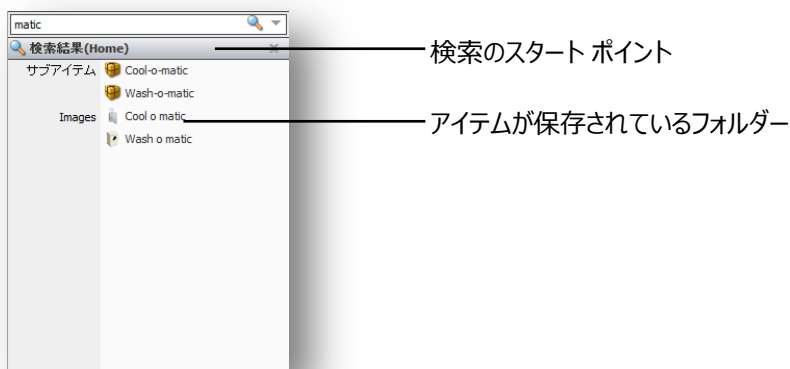 matic
検索結果(Home)
検索のスタート ポイント
サブアイテム Cool-o-matic
Wash-o-matic
Images Cool o matic
アイテムが保存されているフォルダー
Wash o matic